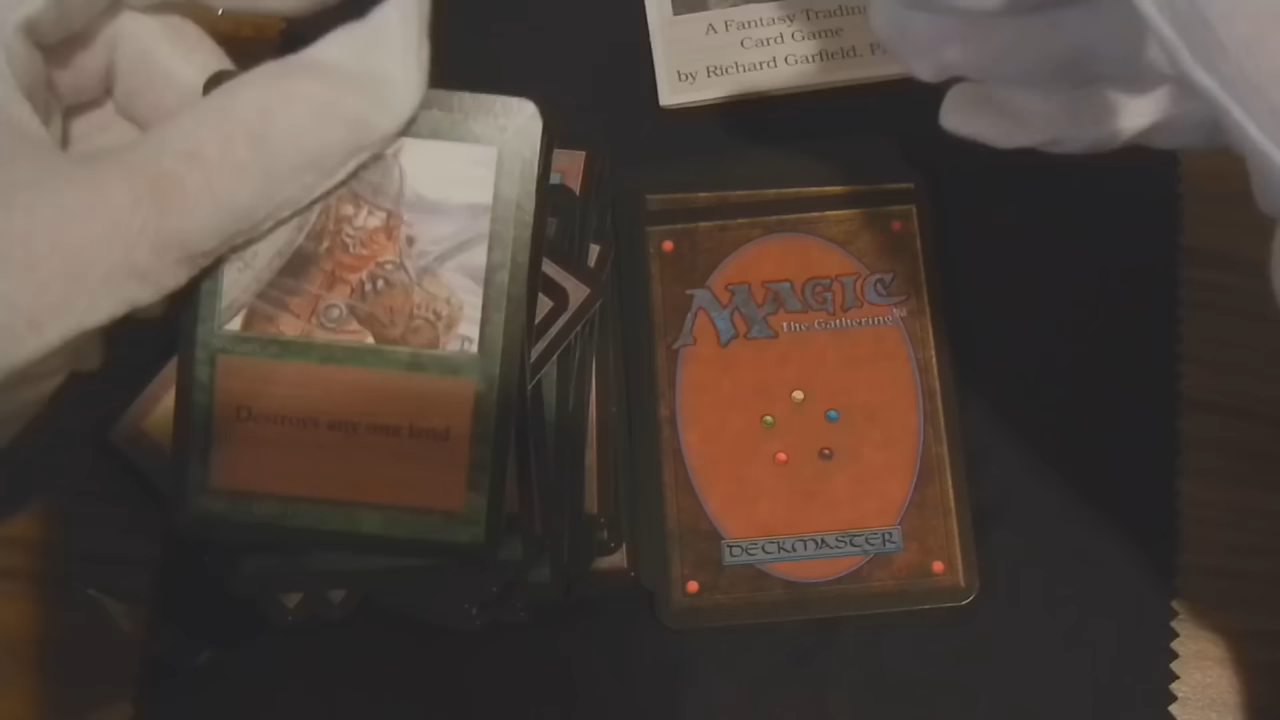 A Fantasy Trading
Card Game
by Richard Garfield, P
Destroys any one land
MAGIC
The Gathering
DECKMASTER